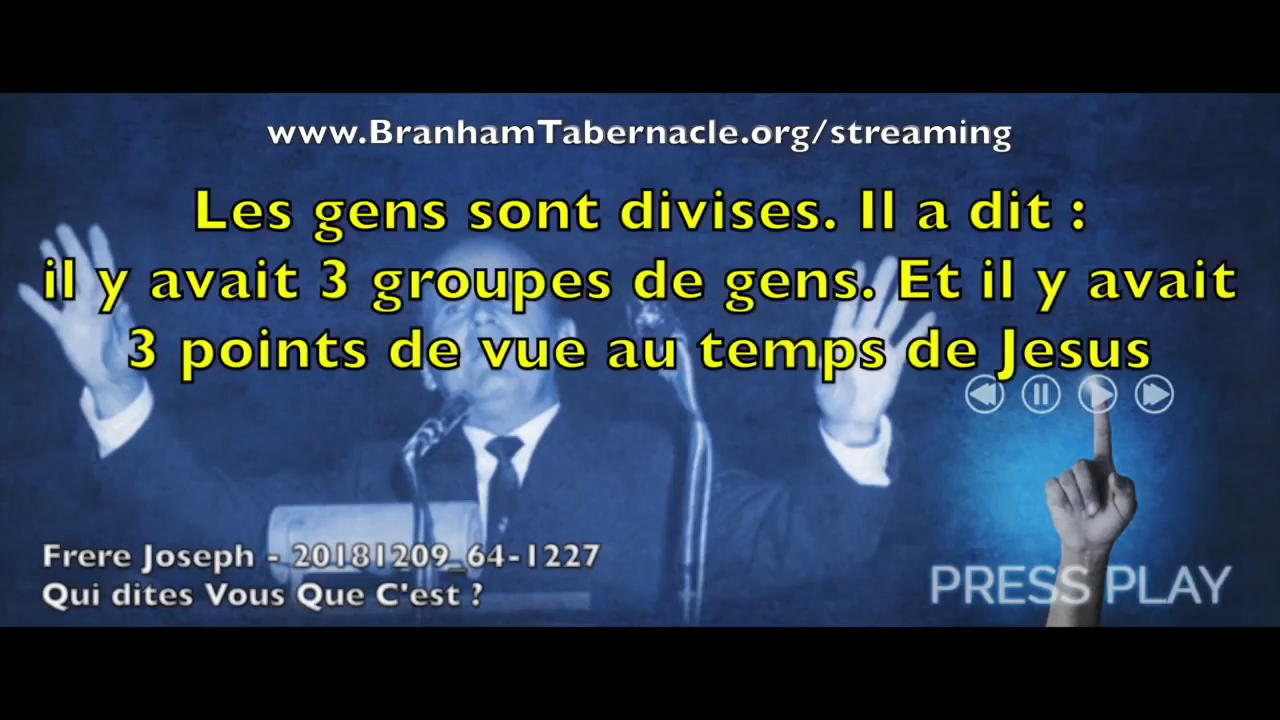 www.BranhamTabernacle.org/streaming
Les gens sont divises. Il a dit :
il y avait 3 groupes de gens. Et il y avait
3 points de vue au temps de Jesus
Frere Joseph - 20181209_64-1227
Qui dites Vous Que C'est ?
PRESS PLAY